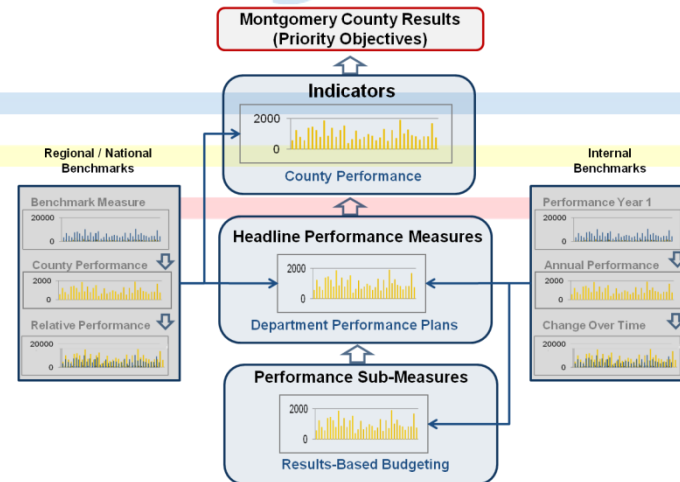 Montgomery County Results
(Priority Objectives)
Indicators
2000
0
County Performance
Regional / National
Benchmarks
Benchmark Measure
20000
0
County Performance
2000
0
Relative Performance
20000
0
Headline Performance Measures
2000
0
Department Performance Plans
Performance Sub-Measures
2000
0
Results-Based Budgeting
Internal
Benchmarks
Performance Year 1
20000
0
Annual Performance
2000
0
Change Over Time
20000
0